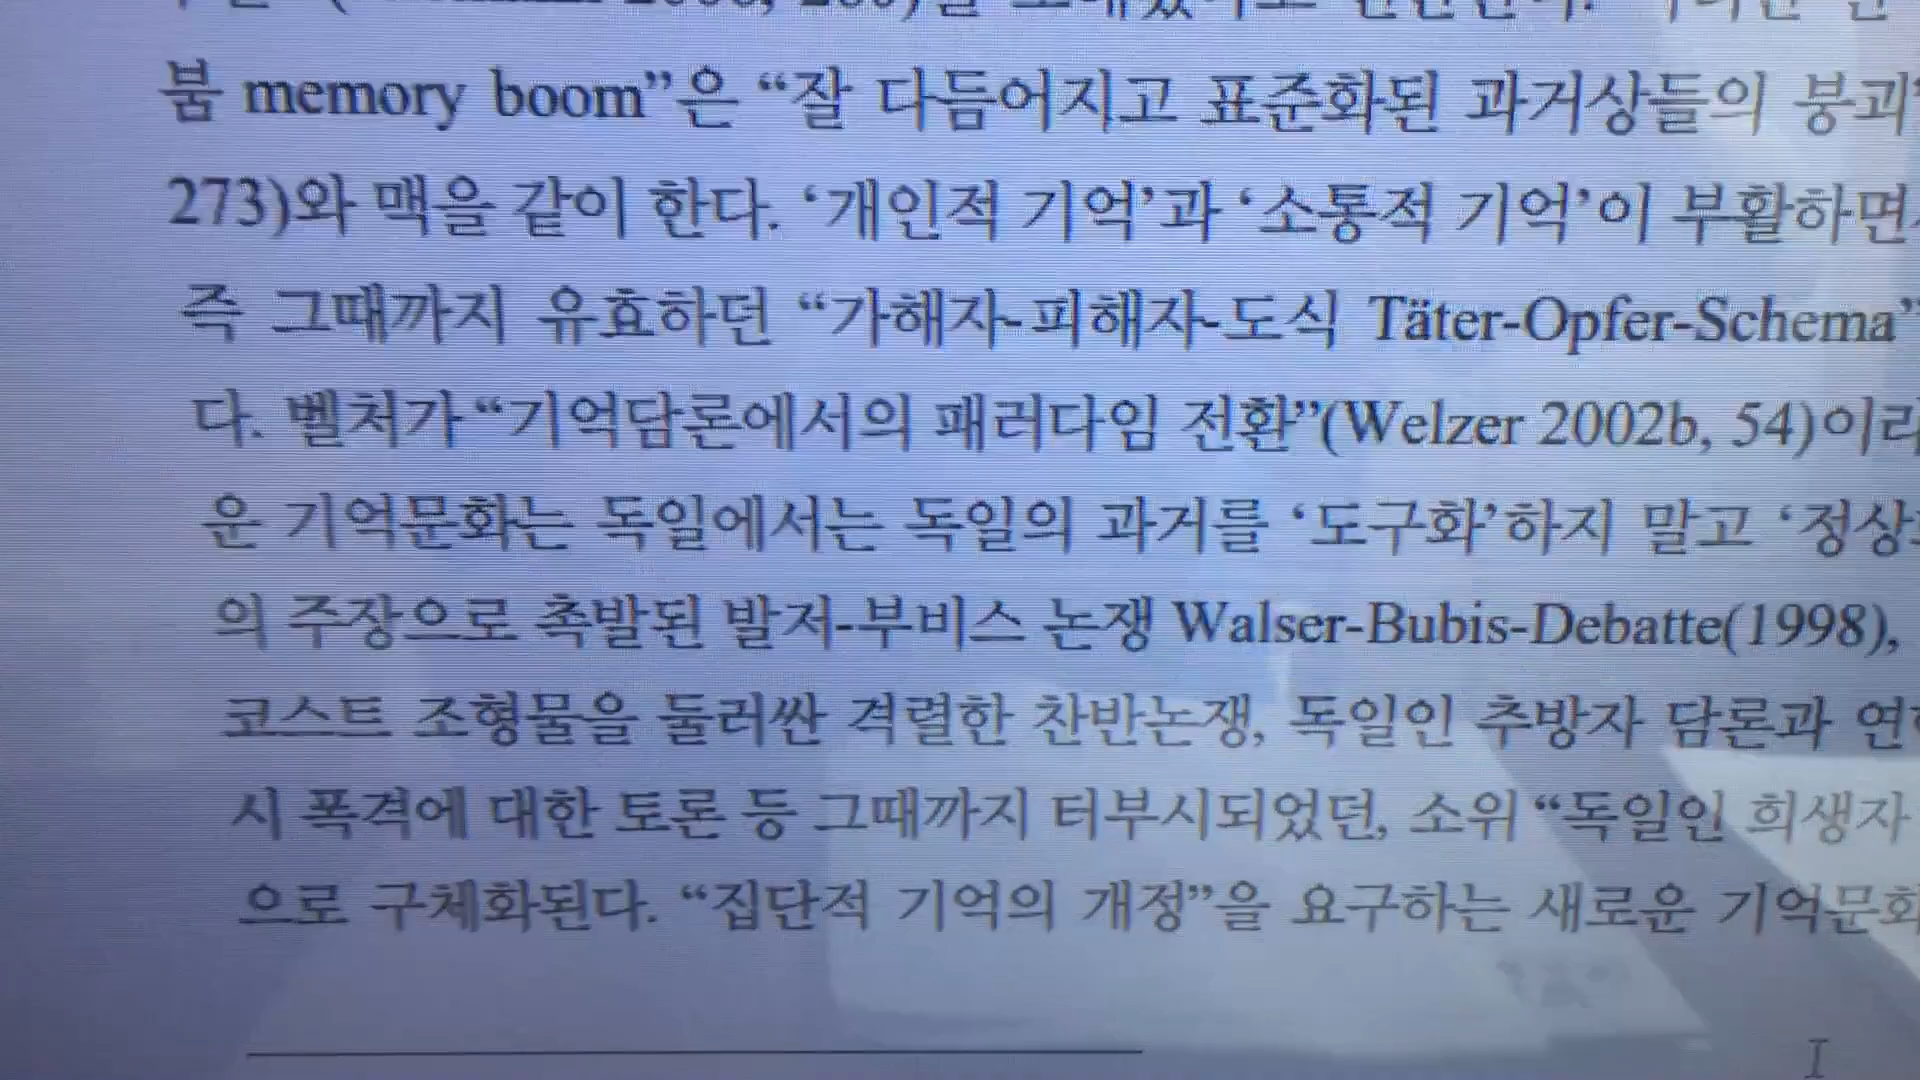 붐 memory boom”은 “잘 다듬어지고 표준화된 과거상들의 붕괴”
273)와 맥을 같이 한다. ‘개인적 기억’과 ‘소통적 기억’이 부활하면
즉 그때까지 유효하던 “가해자-피해자-도식 Täter-Opfer-Schema”
다. 벨처가 “기억담론에서의 패러다임 전환”(Welzer 2002b, 54)이라
운 기억문화는 독일에서는 독일의 과거를 ‘도구화’하지 말고 ‘정상
의 주장으로 촉발된 발저-부비스 논쟁 Walser-Bubis-Debatte(1998),
코스트 조형물을 둘러싼 격렬한 찬반논쟁, 독일인 추방자 담론과
시 폭격에 대한 토론 등 그때까지 터부시되었던, 소위 “독일인 희생자
으로 구체화된다. “집단적 기억의 개정”을 요구하는 새로운 기억문화